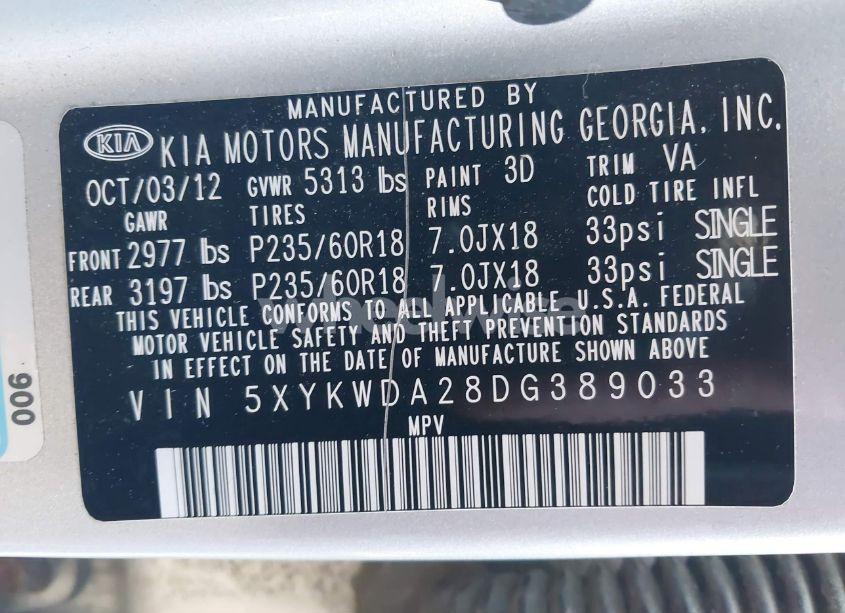 MANUFACTURED BY
KIA KIA MOTORS MANUFACTURING GEORGIA, INC.
OCT/03/12 GVWR 5313 lbs PAINT 3D TRIM VA
GAWR TIRES RIMS COLD TIRE INFL
FRONT 2977 lbs P235/60R18 7.0JX18 33psi SINGLE
REAR 3197 lbs P235/60R18 7.0JX18 33psi SINGLE
THIS VEHICLE CONFORMS TO ALL APPLICABLE U.S.A. FEDERAL
MOTOR VEHICLE SAFETY AND THEFT PREVENTION STANDARDS
IN EFFECT ON THE DATE OF MANUFACTURE SHOWN ABOVE
VIN 5XYKWDA28DG389033
MPV
006